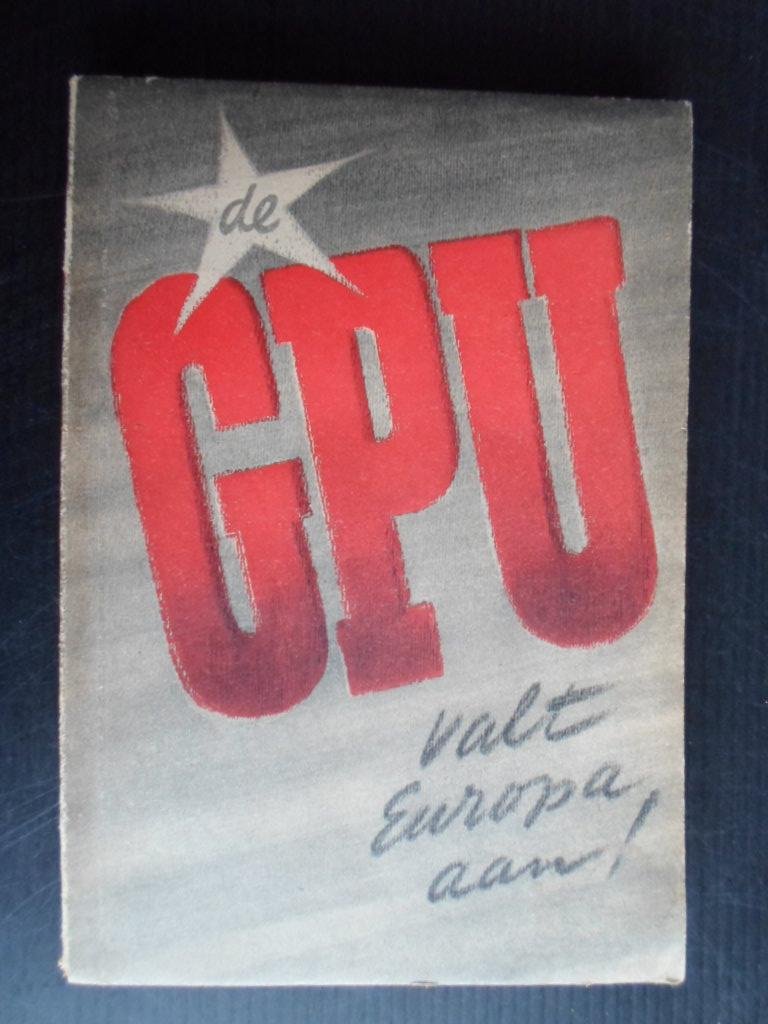 de
GPU
valt
Europa
aan!